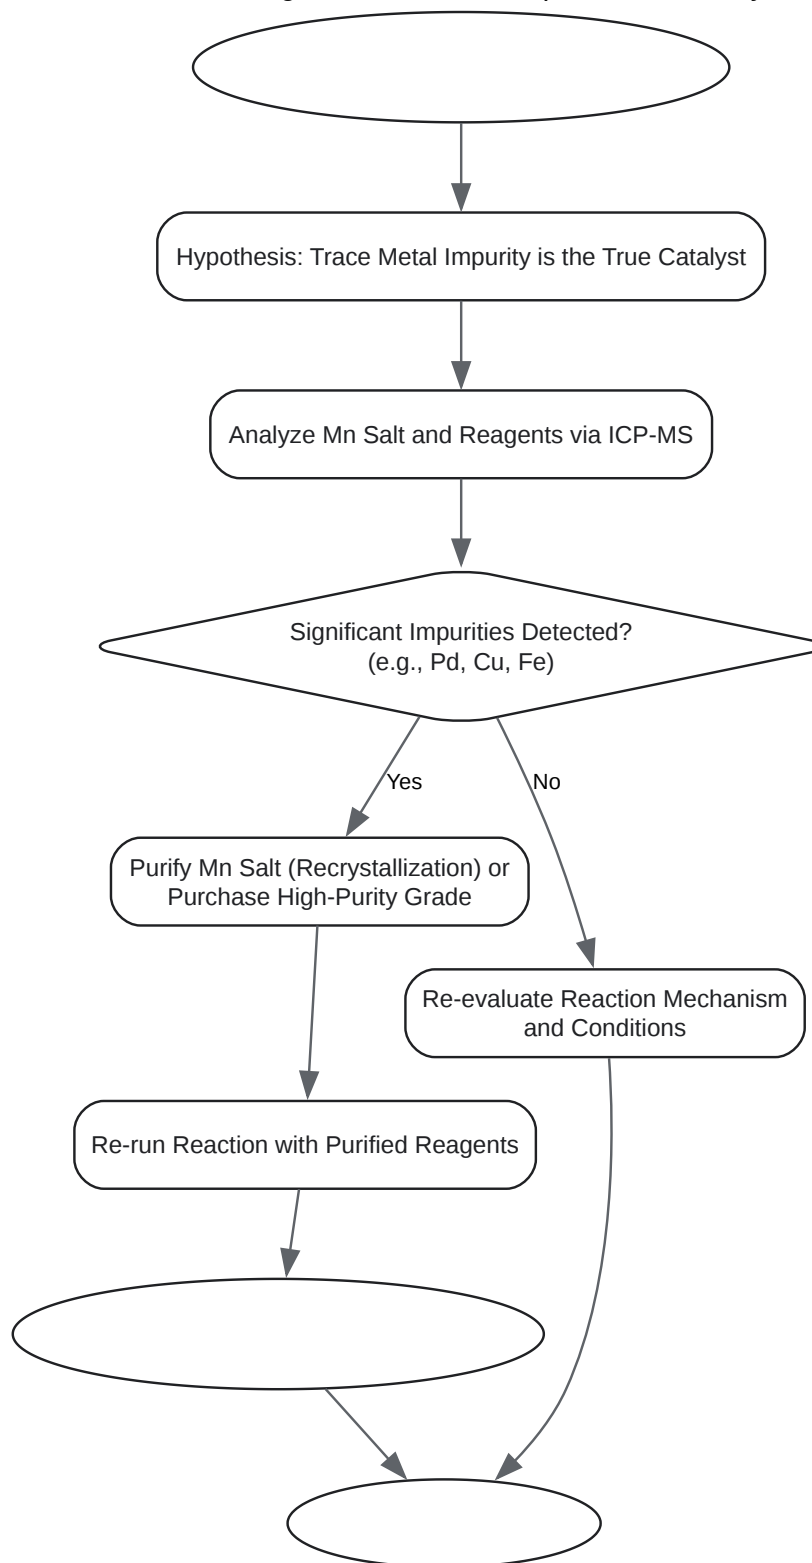 Hypothesis: Trace Metal Impurity is the True Catalyst
Analyze Mn Salt and Reagents via ICP-MS
Significant Impurities Detected?
(e.g., Pd, Cu, Fe)
Yes
No
Purify Mn Salt (Recrystallization) or
Purchase High-Purity Grade
Re-evaluate Reaction Mechanism
and Conditions
Re-run Reaction with Purified Reagents